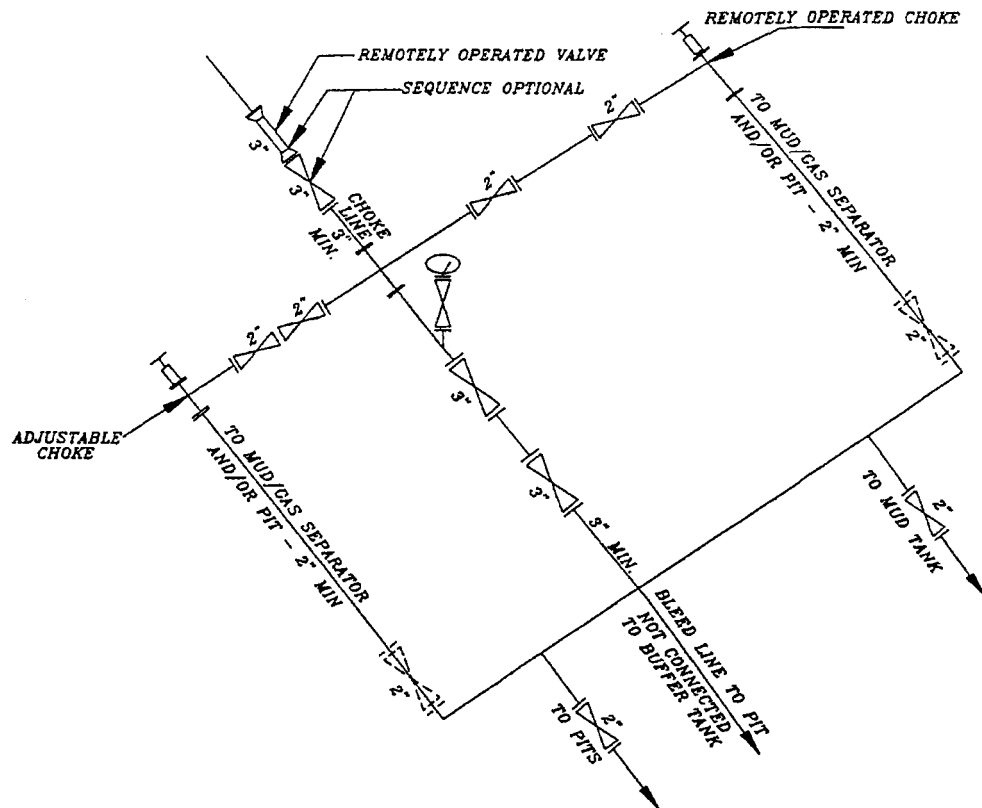 REMOTELY OPERATED CHOKE
REMOTELY OPERATED VALVE
SEQUENCE OPTIONAL
3"
3"
CHOKE
LINE
3"
MIN.
2"
2"
TO MUD/GAS SEPARATOR
AND/OR PIT - 2" MIN
2"
2"
2"
ADJUSTABLE
CHOKE
TO MUD/GAS SEPARATOR
AND/OR PIT - 2" MIN
2"
3"
3"
3" MIN.
BLEED LINE TO PIT
NOT CONNECTED
TO BUFFER TANK
2"
TO MUD TANK
2"
TO PITS